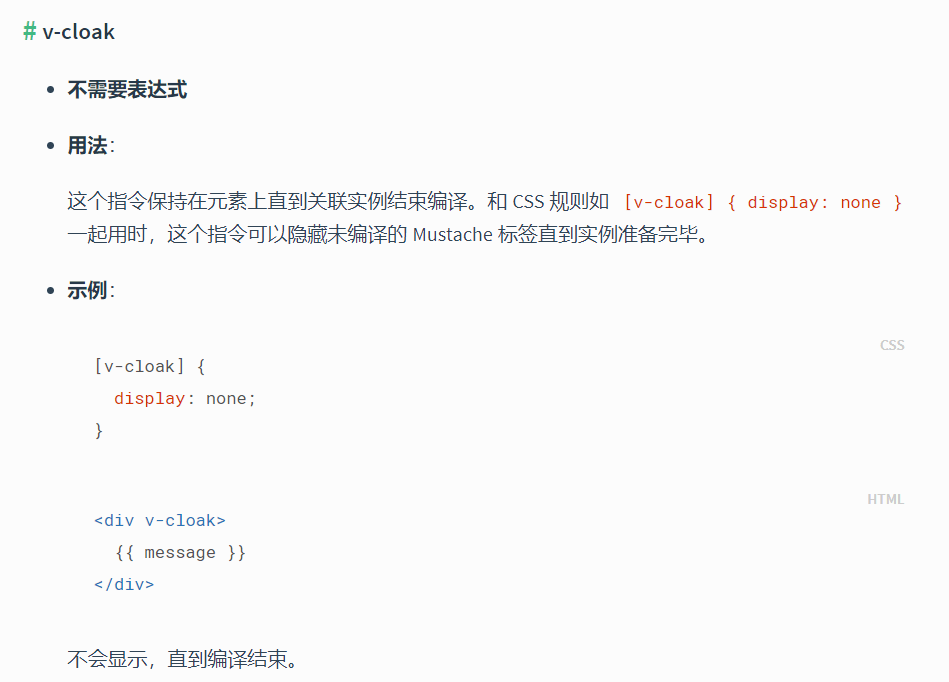 # v-cloak
• 不需要表达式
• 用法：
这个指令保持在元素上直到关联实例结束编译。和 CSS 规则如 [v-cloak] { display: none }
一起用时，这个指令可以隐藏未编译的 Mustache 标签直到实例准备完毕。
• 示例：
CSS
[v-cloak] {
  display: none;
}
HTML
<div v-cloak>
  {{ message }}
</div>
不会显示，直到编译结束。